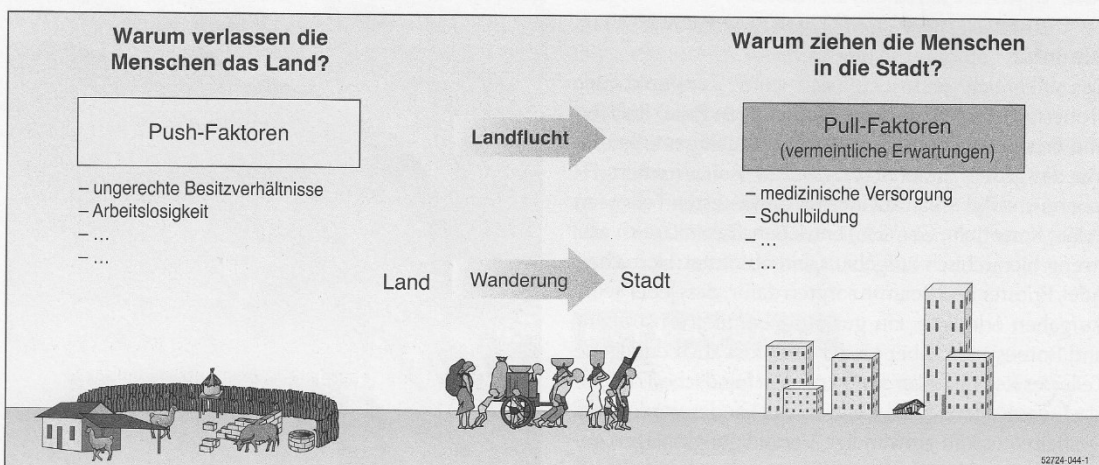 Warum verlassen die
Menschen das Land?
Push-Faktoren
– ungerechte Besitzverhältnisse
– Arbeitslosigkeit
– ...
– ...
Landflucht
Land
Wanderung
Stadt
Warum ziehen die Menschen
in die Stadt?
Pull-Faktoren
(vermeintliche Erwartungen)
– medizinische Versorgung
– Schulbildung
– ...
– ...
52724-044-1